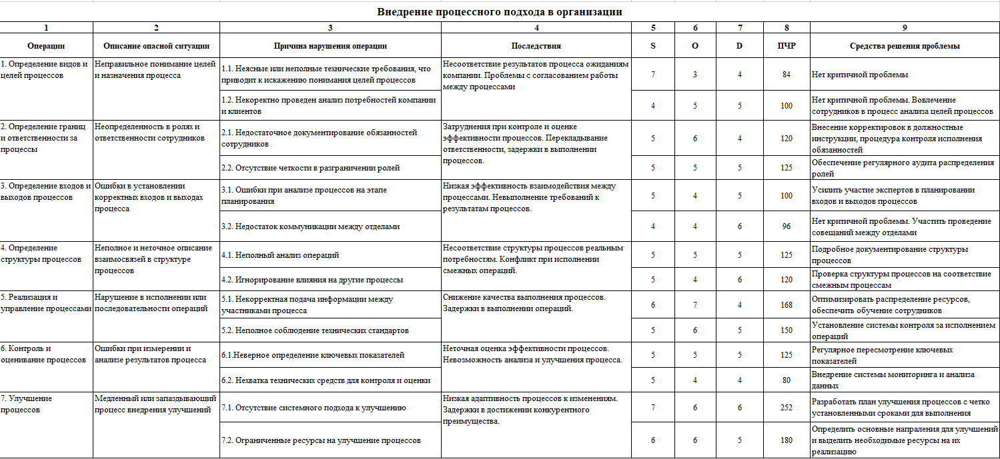 Внедрение процессного подхода в организации
1 2 3 4 5 6 7 8 9
Операции Описание опасной ситуации Причина нарушения операции Последствия S O D ПЧР Средства решения проблемы
1. Определение видов и
целей процессов
Неправильное понимание целей
и назначения процесса
1.1. Неясные или неполные технические требования, что
приводит к искажению понимания целей процессов
Несоответствие результатов процесса ожиданиям
компании. Проблемы с согласованием работы
между процессами
7 3 4 84
Нет критичной проблемы
1.2. Некоректно проведен анализ потребностей компании
и клиентов
4 5 5 100
Нет критичной проблемы. Вовлечение
сотрудников в процесс анализа целей процессов
2. Определение границ
и ответственности за
процессы
Неопределенность в ролях и
ответственности сотрудников
2.1. Недостаточное документирование обязанностей
сотрудников
Затруднения при контроле и оценке
эффективности процессов. Перекладывание
ответственности, задержки в выполнении
процессов.
5 6 4 120
Внесение корректировок в должностные
инструкции, процедура контроля исполнения
обязанностей
2.2. Отсутствие четкости в разграничении ролей
5 5 5 125
Обеспечение регулярного аудита распределения
ролей
3. Определение входов и
выходов процессов
Ошибки в установлении
корректных входов и выходах
процесса
3.1. Ошибки при анализе процессов на этапе
планирования
Низкая эффективность взаимодействия между
процессами. Невыполнение требований к
результатам процессов.
5 4 5 100
Усилить участие экспертов в планировании
входов и выходов процессов
3.2. Недостаток коммуникации между отделами
4 4 6 96
Нет критичной проблемы. Участить проведение
совещаний между отделами
4. Определение
структуры процессов
Неполное и неточное описание
взаимосвязей в структуре
процессов
4.1. Неполный анализ операций
Несоответствие структуры процессов реальным
потребностям. Конфликт при исполнении
смежных операций.
5 5 5 125
Подробное документирование структуры
процессов
4.2. Игнорирование влияния на другие процессы
5 4 6 120
Проверка структуры процессов на соответствие
смежным процессам
5. Реализация и
управление процессами
Нарушение в исполнении или
последовательности операций
5.1. Некорректная подача информации между
участниками процесса
Снижение качества выполнения процессов.
Задержки в выполнении операций.
6 7 4 168
Оптимизировать распределение ресурсов,
обеспечить обучение сотрудников
5.2. Неполное соблюдение технических стандартов
5 6 5 150
Установление системы контроля за исполнением
операций
6. Контроль и
оценивание процессов
Ошибки при измерении и
анализе результатов процесса
6.1.Неверное определение ключевых показателей
Неточная оценка эффективности процессов.
Невозможность анализа и улучшения процесса.
5 5 5 125
Регулярное пересмотрение ключевых
показателей
6.2. Нехватка технических средств для контроля и оценки
5 4 4 80
Внедрение системы мониторинга и анализа
данных
7. Улучшение
процессов
Медленный или запаздывающий
процесс внедрения улучшений
7.1. Отсутствие системного подхода к улучшению
Низкая адаптивность процессов к изменениям.
Задержки в достижении конкурентного
преимущества.
7 6 6 252
Разработать план улучшения процессов с четко
установленными сроками для выполнения
7.2. Ограниченные ресурсы на улучшение процессов
6 6 5 180
Определить основные напраления для улучшений
и выделить необходимые ресурсы на их
реализацию